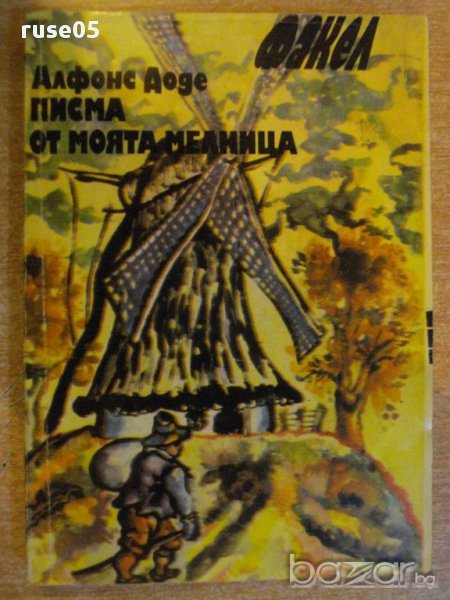 ruse05
факел
Алфонс Доде
ПИСМА
ОТ МОЯТА МЕЛНИЦА
bazar.bg